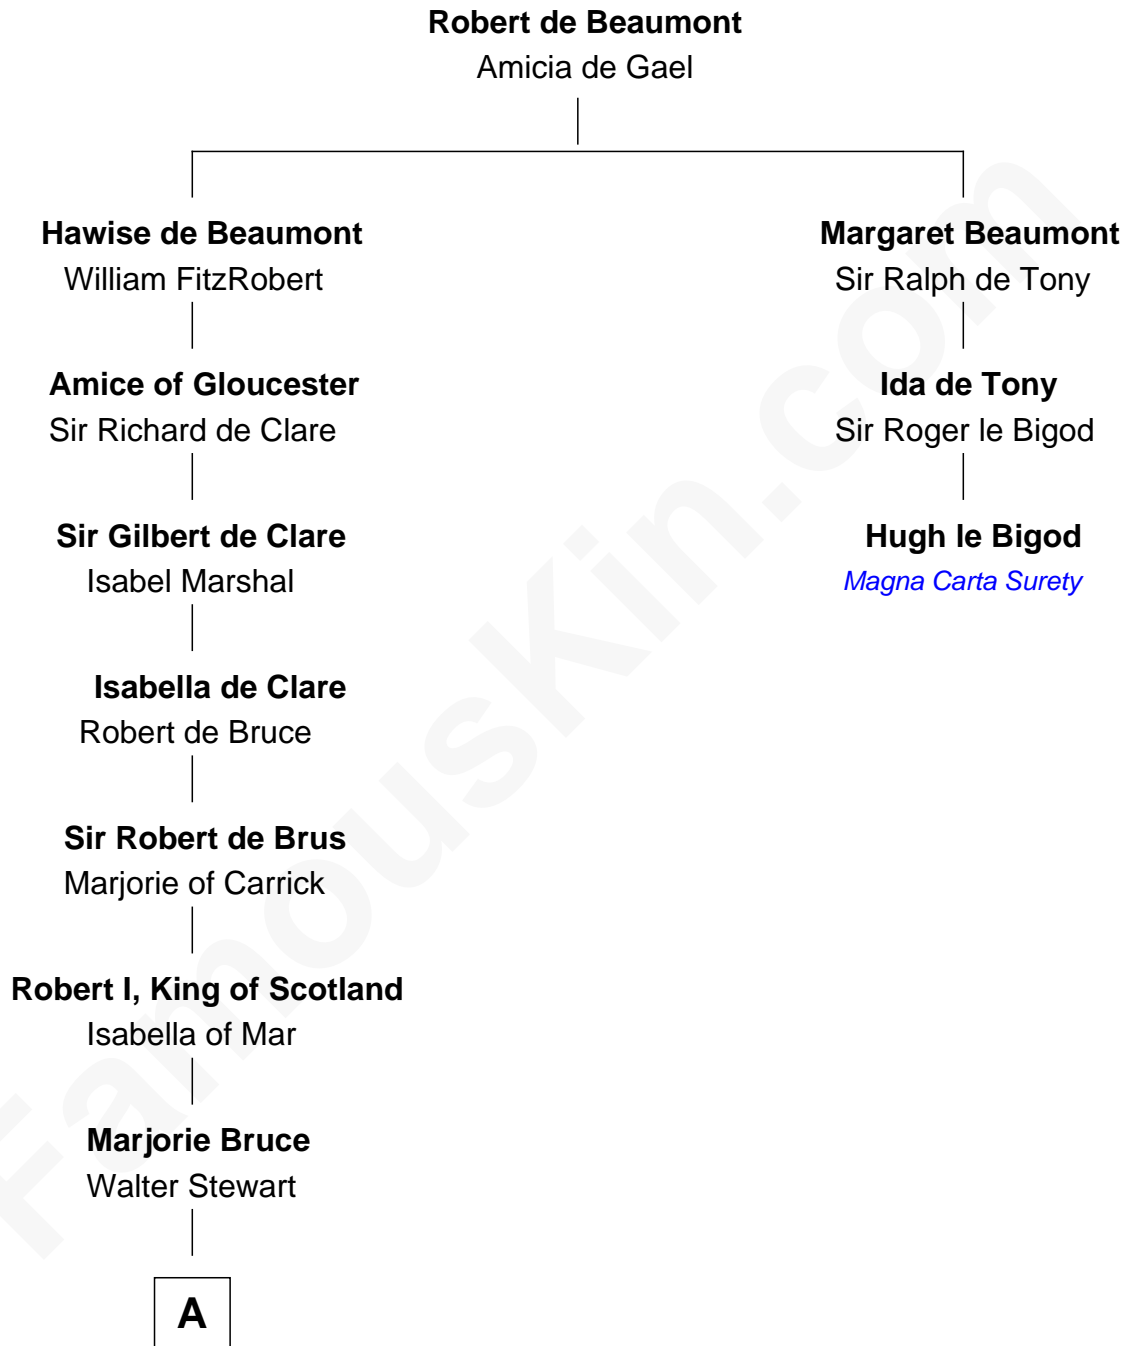 Robert de Beaumont
Amicia de Gael
Hawise de Beaumont
William FitzRobert
Margaret Beaumont
Sir Ralph de Tony
Amice of Gloucester
Sir Richard de Clare
Ida de Tony
Sir Roger le Bigod
Sir Gilbert de Clare
Isabel Marshal
Hugh le Bigod
Magna Carta Surety
Isabella de Clare
Robert de Bruce
Sir Robert de Brus
Marjorie of Carrick
Robert I, King of Scotland
Isabella of Mar
Marjorie Bruce
Walter Stewart
A
FamousKin.com